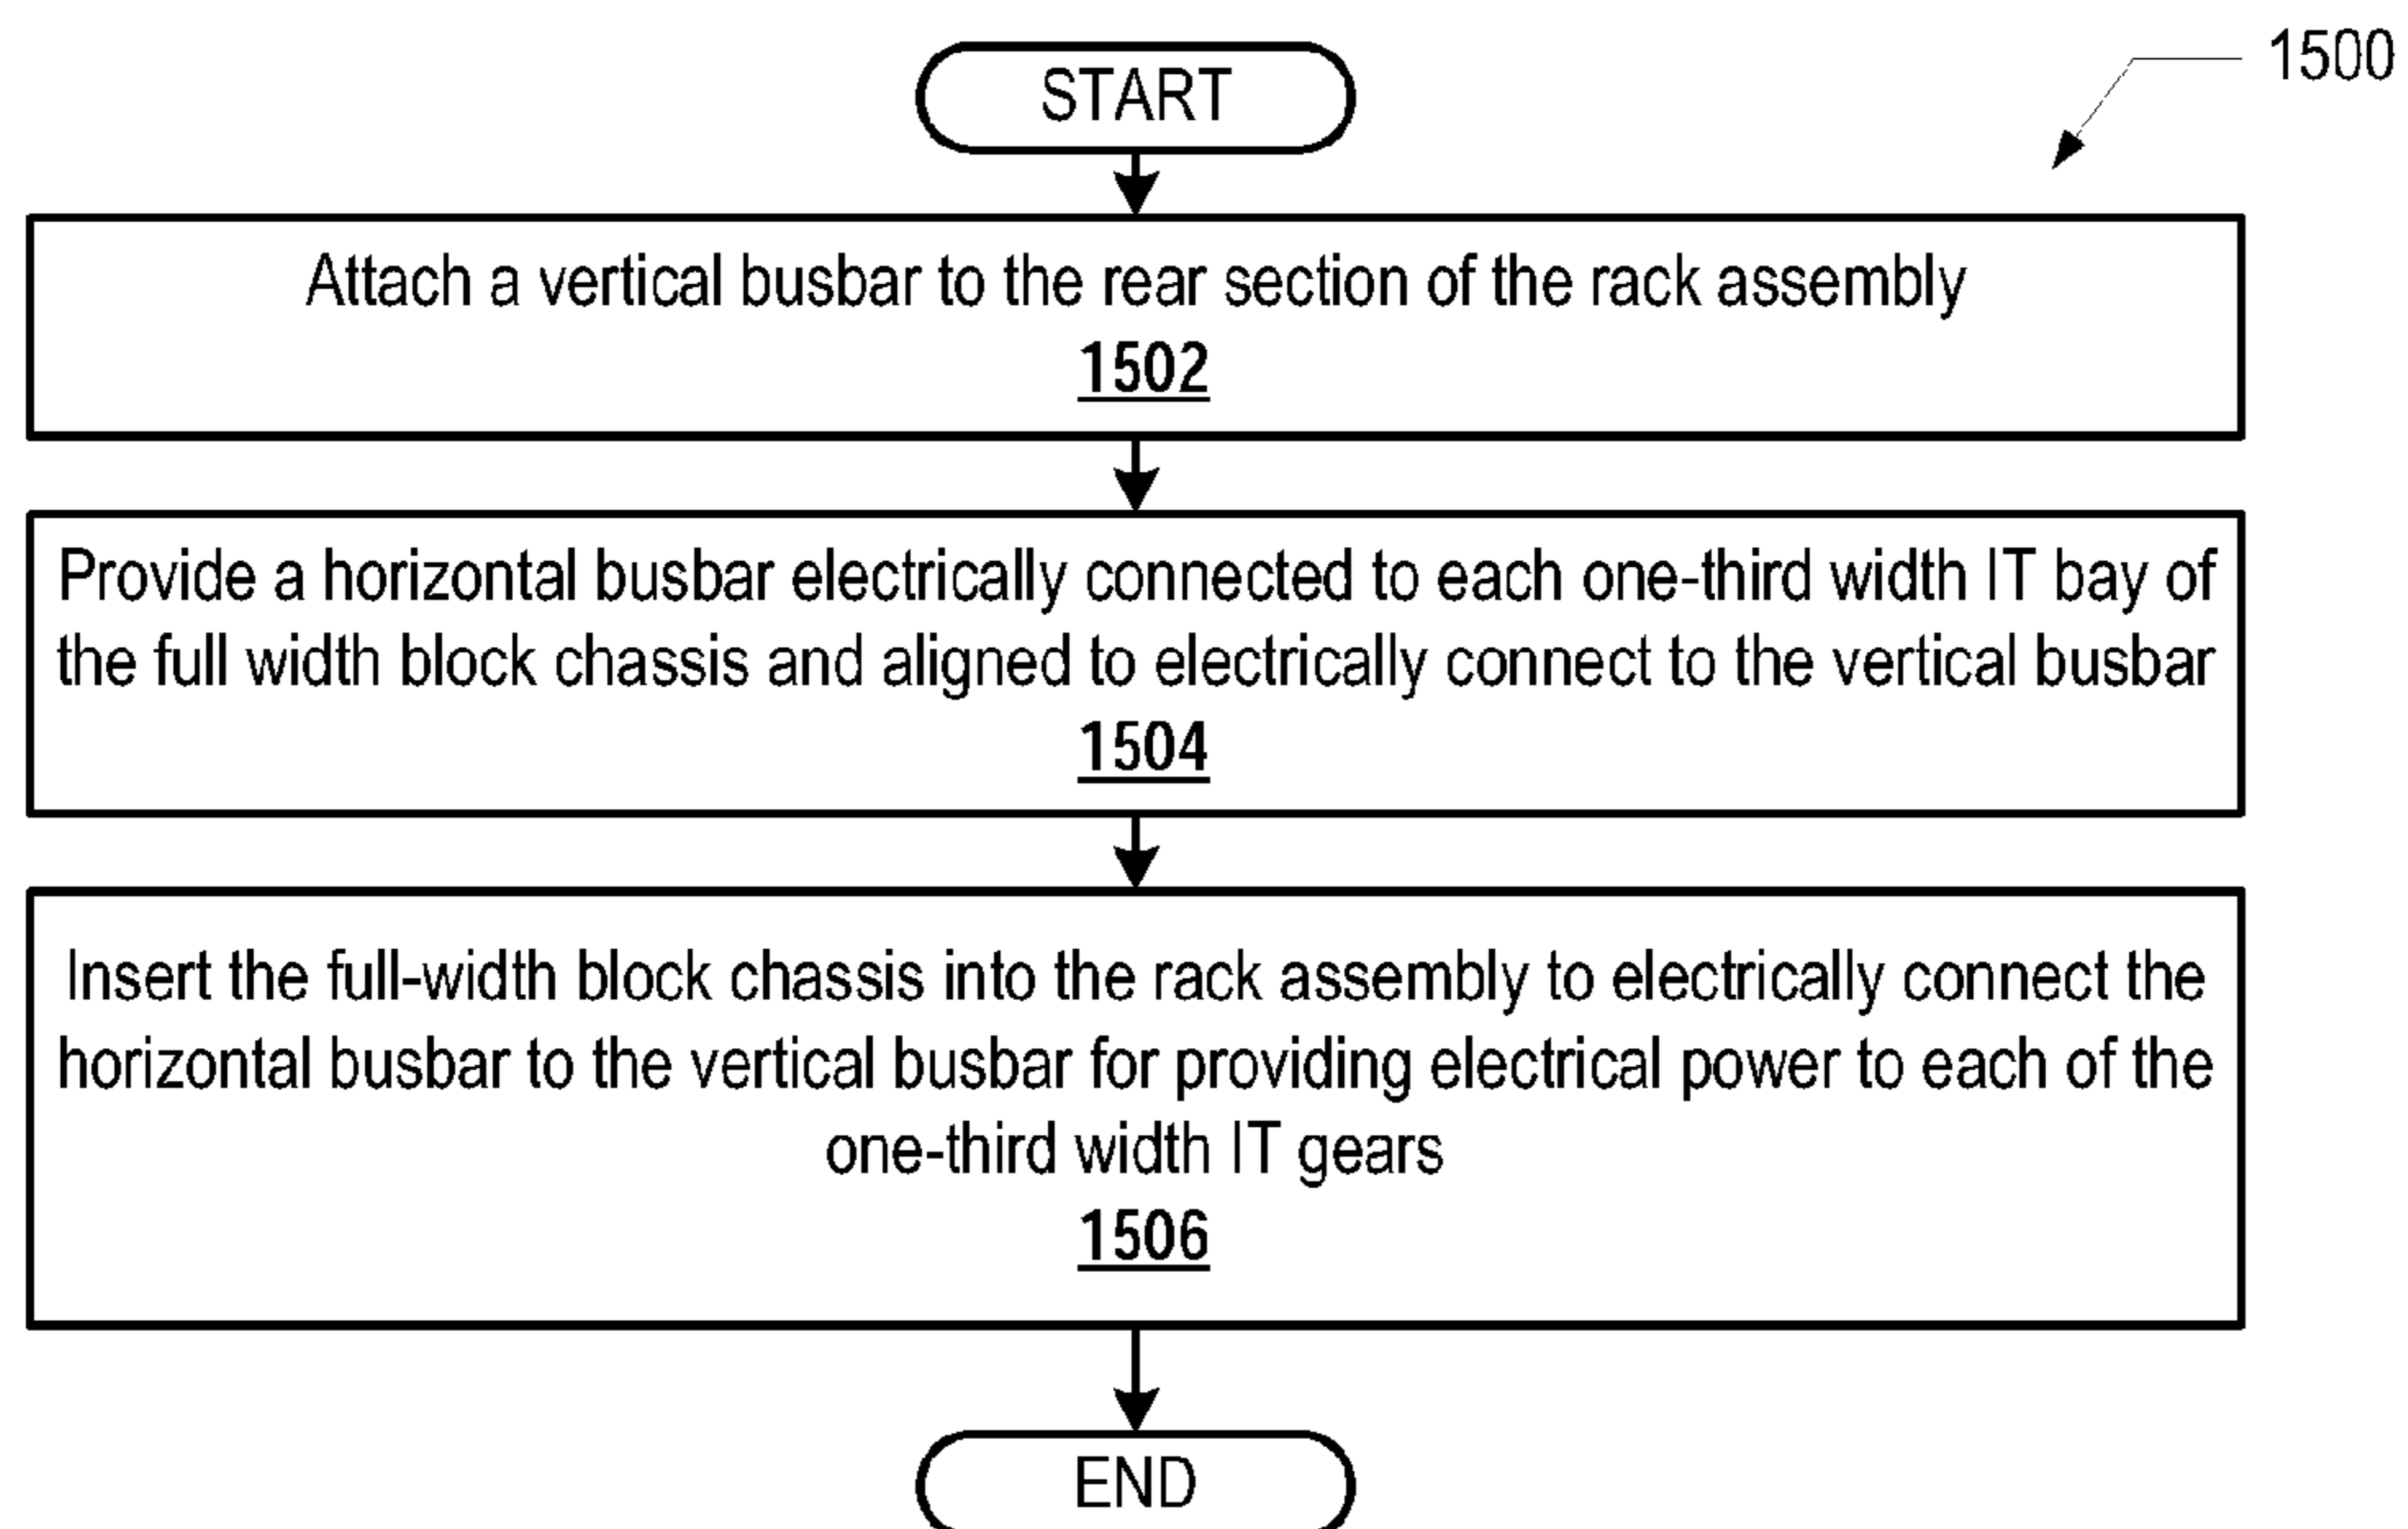 1500
START
Attach a vertical busbar to the rear section of the rack assembly
1502
Provide a horizontal busbar electrically connected to each one-third width IT bay of
the full width block chassis and aligned to electrically connect to the vertical busbar
1504
Insert the full-width block chassis into the rack assembly to electrically connect the
horizontal busbar to the vertical busbar for providing electrical power to each of the
one-third width IT gears
1506
END